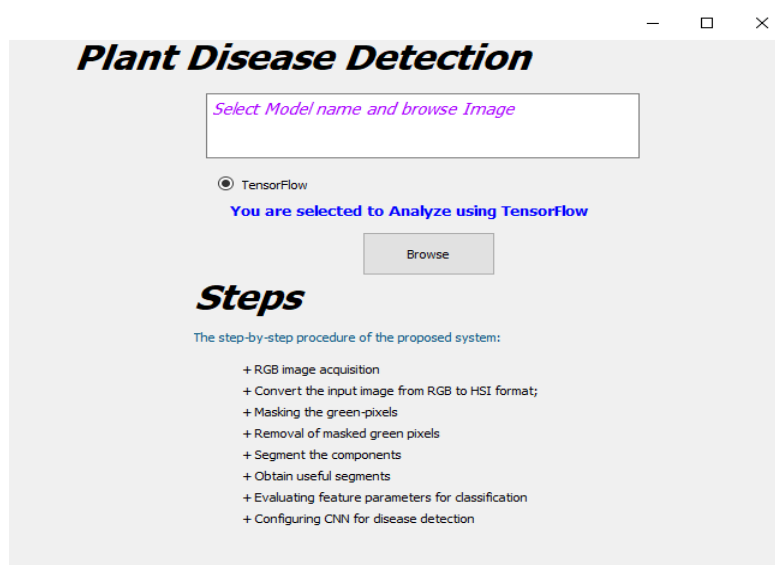 Plant Disease Detection
Select Model name and browse Image
TensorFlow
You are selected to Analyze using TensorFlow
Browse
Steps
The step-by-step procedure of the proposed system:
+ RGB image acquisition
+ Convert the input image from RGB to HSI format;
+ Masking the green-pixels
+ Removal of masked green pixels
+ Segment the components
+ Obtain useful segments
+ Evaluating feature parameters for classification
+ Configuring CNN for disease detection